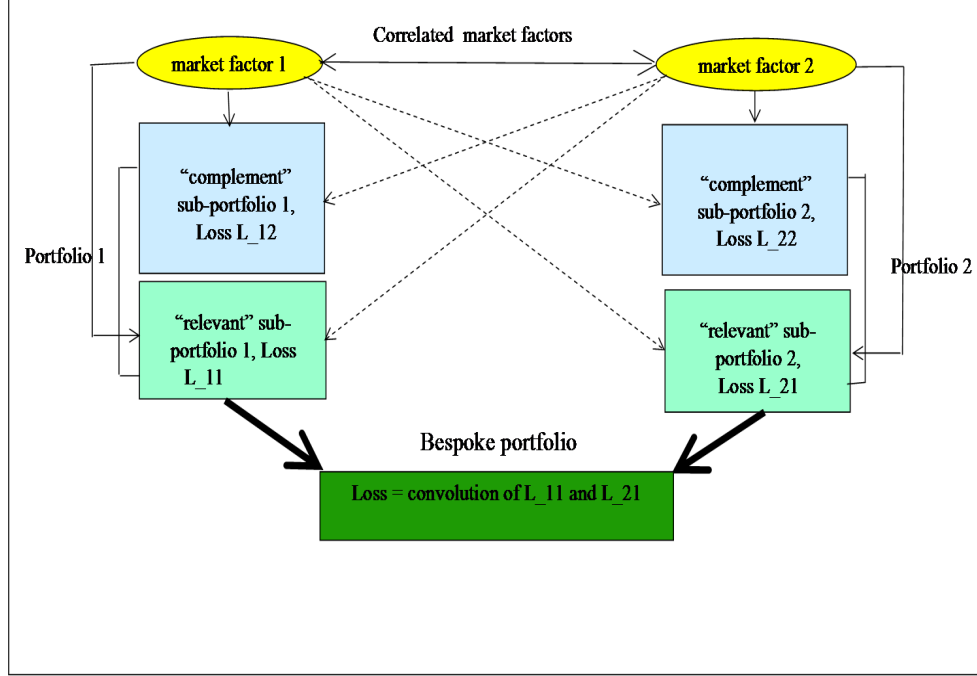 Correlated market factors
market factor 1
market factor 2
“complement”
sub-portfolio 1,
Loss L_12
“complement”
sub-portfolio 2,
Loss L_22
Portfolio 1
Portfolio 2
“relevant” sub-
portfolio 1, Loss
L_11
“relevant” sub-
portfolio 2,
Loss L_21
Bespoke portfolio
Loss = convolution of L_11 and L_21